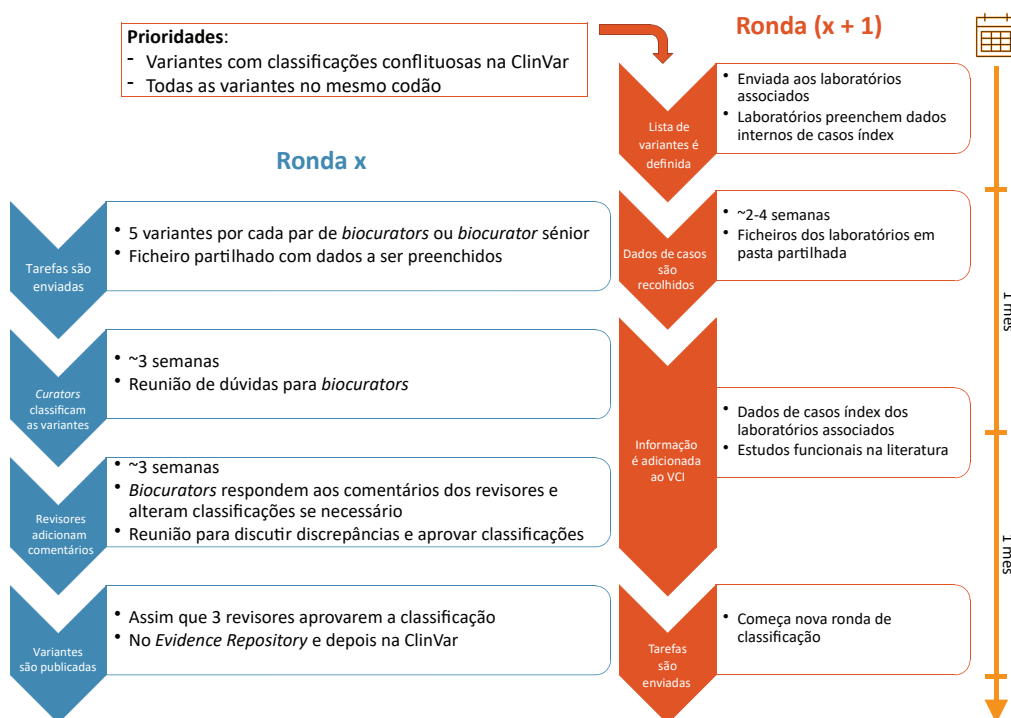 Prioridades:
- Variantes com classificações conflituosas na ClinVar
- Todas as variantes no mesmo codão
Ronda (x + 1)
Lista de
variantes é
definida
• Enviada aos laboratórios
associados
• Laboratórios preenchem dados
internos de casos índex
Dados de casos
são
recolhidos
• ~2-4 semanas
• Ficheiros dos laboratórios em
pasta partilhada
Informação
é adicionada
ao VCI
• Dados de casos índex dos
laboratórios associados
• Estudos funcionais na literatura
Tarefas
são
enviadas
• Começa nova ronda de
classificação
1 mês
1 mês
Ronda x
Tarefas são
enviadas
• 5 variantes por cada par de biocurators ou biocurator sénior
• Ficheiro partilhado com dados a ser preenchidos
Curators
classificam
as variantes
• ~3 semanas
• Reunião de dúvidas para biocurators
Revisores
adicionam
comentários
• ~3 semanas
• Biocurators respondem aos comentários dos revisores e
alteram classificações se necessário
• Reunião para discutir discrepâncias e aprovar classificações
Variantes
são publicadas
• Assim que 3 revisores aprovarem a classificação
• No Evidence Repository e depois na ClinVar